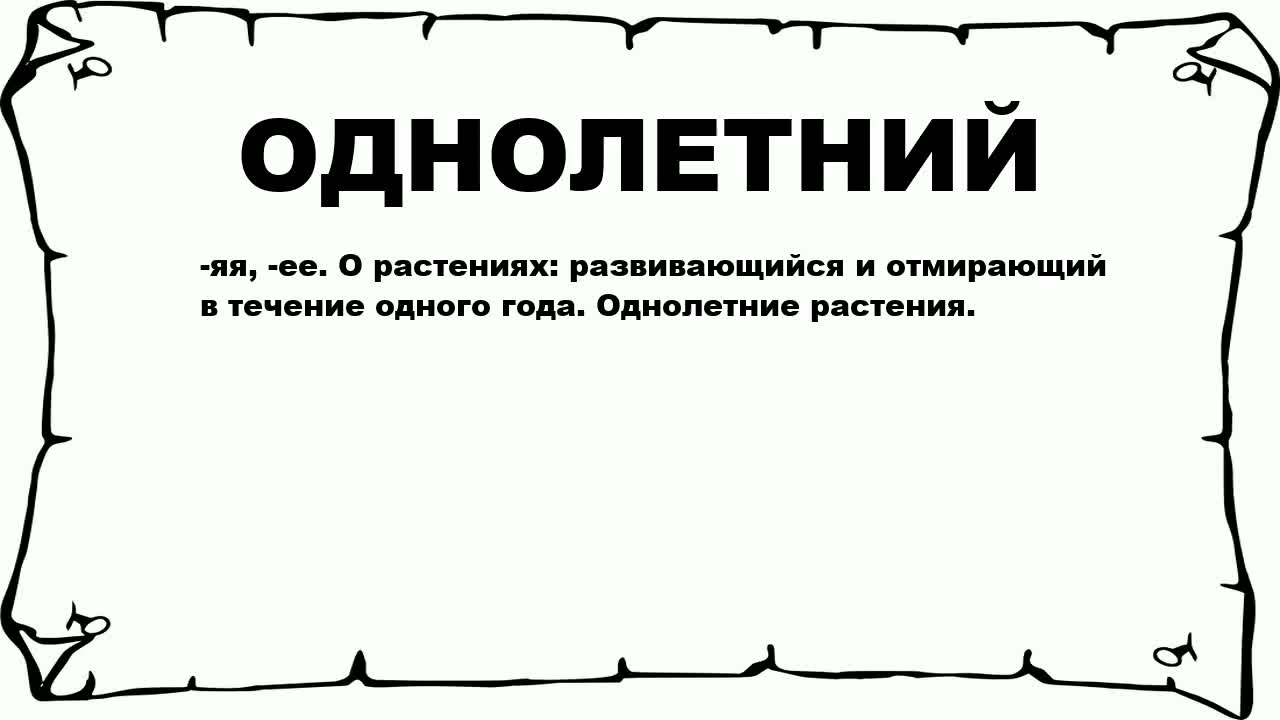 ОДНОЛЕТНИЙ
-яя, -ее. О растениях: развивающийся и отмирающий
в течение одного года. Однолетние растения.